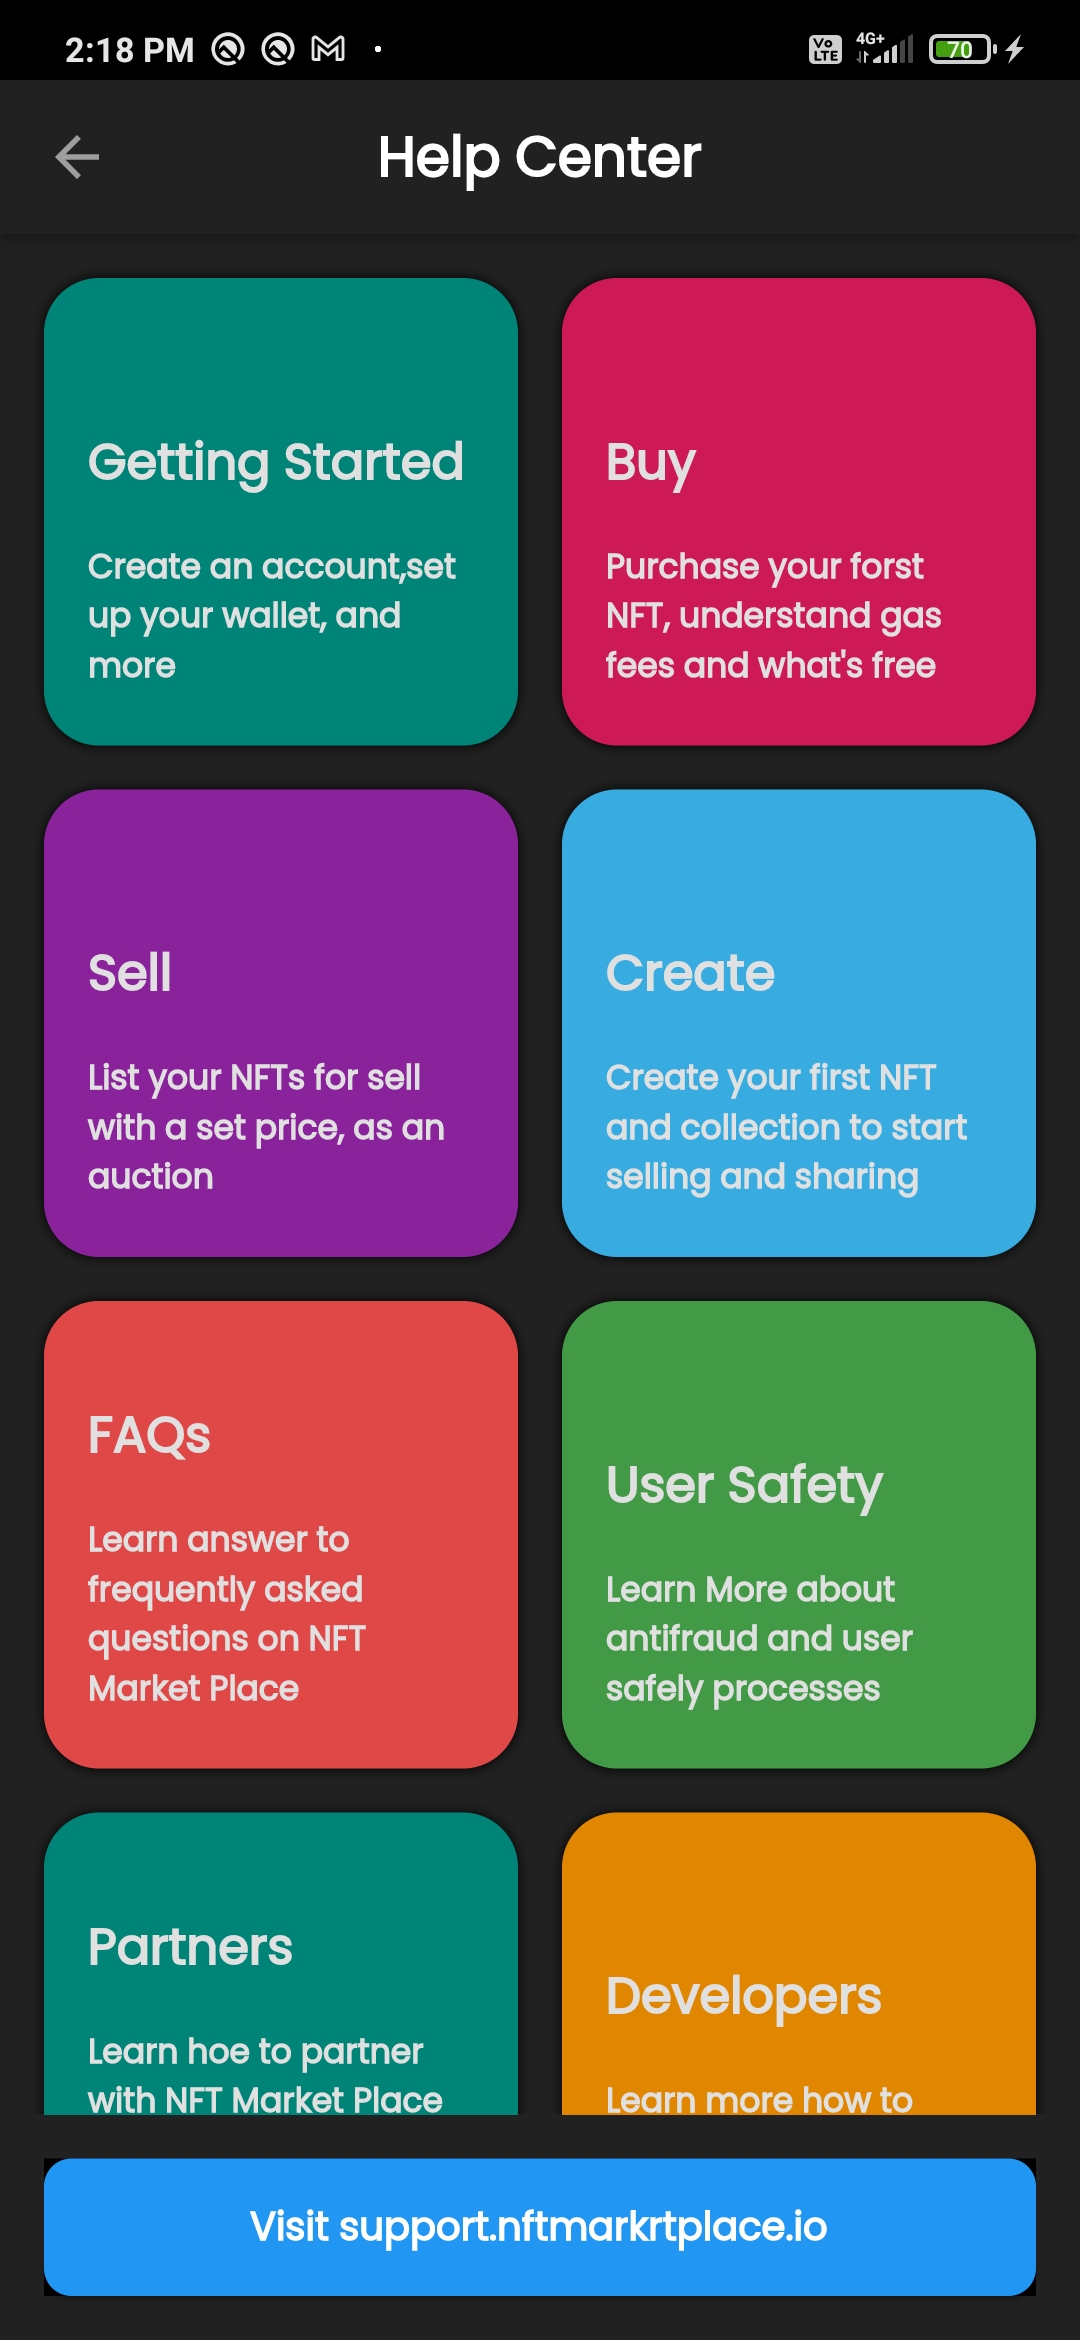 2:18 PM
Vo LTE 4G+ 70
Help Center
Getting Started
Create an account,set
up your wallet, and
more
Buy
Purchase your forst
NFT, understand gas
fees and what's free
Sell
List your NFTs for sell
with a set price, as an
auction
Create
Create your first NFT
and collection to start
selling and sharing
FAQs
Learn answer to
frequently asked
questions on NFT
Market Place
User Safety
Learn More about
antifraud and user
safely processes
Partners
Learn hoe to partner
with NFT Market Place
Developers
Learn more how to
Visit support.nftmarkrtplace.io